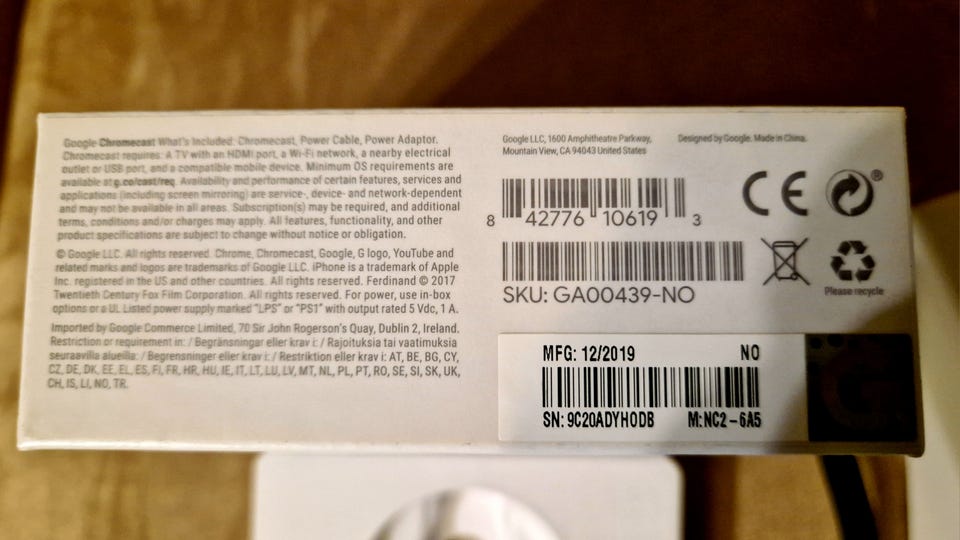 Google Chromecast What's Included: Chromecast, Power Cable, Power Adaptor.
Chromecast requires: A TV with an HDMI port, a Wi-Fi network, a nearby electrical
outlet or USB port, and a compatible mobile device. Minimum OS requirements are
available at g.co/cast/req. Availability and performance of certain features, services and
applications (including screen mirroring) are service-, device- and network-dependent
and may not be available in all areas. Subscription(s) may be required, and additional
terms, conditions and/or charges may apply. All features, functionality, and other
product specifications are subject to change without notice or obligation.
© Google LLC. All rights reserved. Chrome, Chromecast, Google, G logo, YouTube and
related marks and logos are trademarks of Google LLC. iPhone is a trademark of Apple
Inc. registered in the US and other countries. All rights reserved. Ferdinand © 2017
Twentieth Century Fox Film Corporation. All rights reserved. For power, use in-box
options or a UL Listed power supply marked "LPS" or "PS1" with output rated 5 Vdc, 1 A.
Imported by Google Commerce Limited, 70 Sir John Rogerson's Quay, Dublin 2, Ireland.
Restriction or requirement in: / Begränsningar eller krav i: / Rajoituksia tai vaatimuksia
seuraavilla alueilla: / Begrensninger eller krav i: / Restriktion eller krav i: AT, BE, BG, CY,
CZ, DE, DK, EE, EL, ES, FI, FR, HR, HU, IE, IT, LT, LU, LV, MT, NL, PL, PT, RO, SE, SI, SK, UK,
CH, IS, LI, NO, TR.
Google LLC, 1600 Amphitheatre Parkway,
Mountain View, CA 94043 United States
Designed by Google. Made in China.
8 42776 10619 3
CE
®
SKU: GA00439-NO
Please recycle
MFG: 12/2019 NO
SN: 9C20ADYH0DB M:NC2-6A5
G